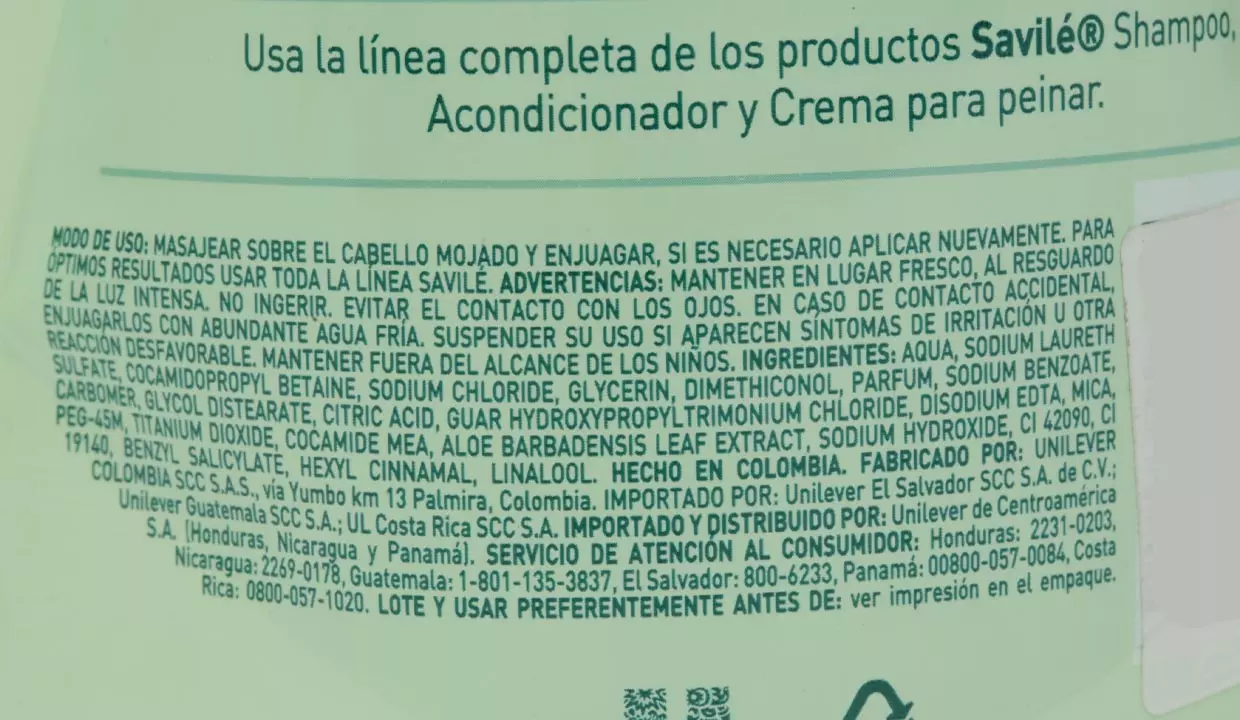 Usa la línea completa de los productos Savilé® Shampoo,
Acondicionador y Crema para peinar.
MODO DE USO: MASAJEAR SOBRE EL CABELLO MOJADO Y ENJUAGAR, SI ES NECESARIO APLICAR NUEVAMENTE. PARA
ÓPTIMOS RESULTADOS USAR TODA LA LÍNEA SAVILÉ. ADVERTENCIAS: MANTENER EN LUGAR FRESCO, AL RESGUARDO
DE LA LUZ INTENSA. NO INGERIR. EVITAR EL CONTACTO CON LOS OJOS. EN CASO DE CONTACTO ACCIDENTAL,
ENJUAGARLOS CON ABUNDANTE AGUA FRÍA. SUSPENDER SU USO SI APARECEN SÍNTOMAS DE IRRITACIÓN U OTRA
REACCIÓN DESFAVORABLE. MANTENER FUERA DEL ALCANCE DE LOS NIÑOS. INGREDIENTES: AQUA, SODIUM LAURETH
SULFATE, COCAMIDOPROPYL BETAINE, SODIUM CHLORIDE, GLYCERIN, DIMETHICONOL, PARFUM, SODIUM BENZOATE,
CARBOMER, GLYCOL DISTEARATE, CITRIC ACID, GUAR HYDROXYPROPYLTRIMONIUM CHLORIDE, DISODIUM EDTA, MICA,
PEG-45M, TITANIUM DIOXIDE, COCAMIDE MEA, ALOE BARBADENSIS LEAF EXTRACT, SODIUM HYDROXIDE, CI 42090, CI
19140, BENZYL SALICYLATE, HEXYL CINNAMAL, LINALOOL. HECHO EN COLOMBIA. FABRICADO POR: UNILEVER
COLOMBIA SCC S.A.S., vía Yumbo km 13 Palmira, Colombia. IMPORTADO POR: Unilever El Salvador SCC S.A. de C.V.;
Unilever Guatemala SCC S.A.; UL Costa Rica SCC S.A. IMPORTADO Y DISTRIBUIDO POR: Unilever de Centroamérica
S.A. (Honduras, Nicaragua y Panamá). SERVICIO DE ATENCIÓN AL CONSUMIDOR: Honduras: 2231-0203,
Nicaragua: 2269-0178, Guatemala: 1-801-135-3837, El Salvador: 800-6233, Panamá: 00800-057-0084, Costa
Rica: 0800-057-1020. LOTE Y USAR PREFERENTEMENTE ANTES DE: ver impresión en el empaque.